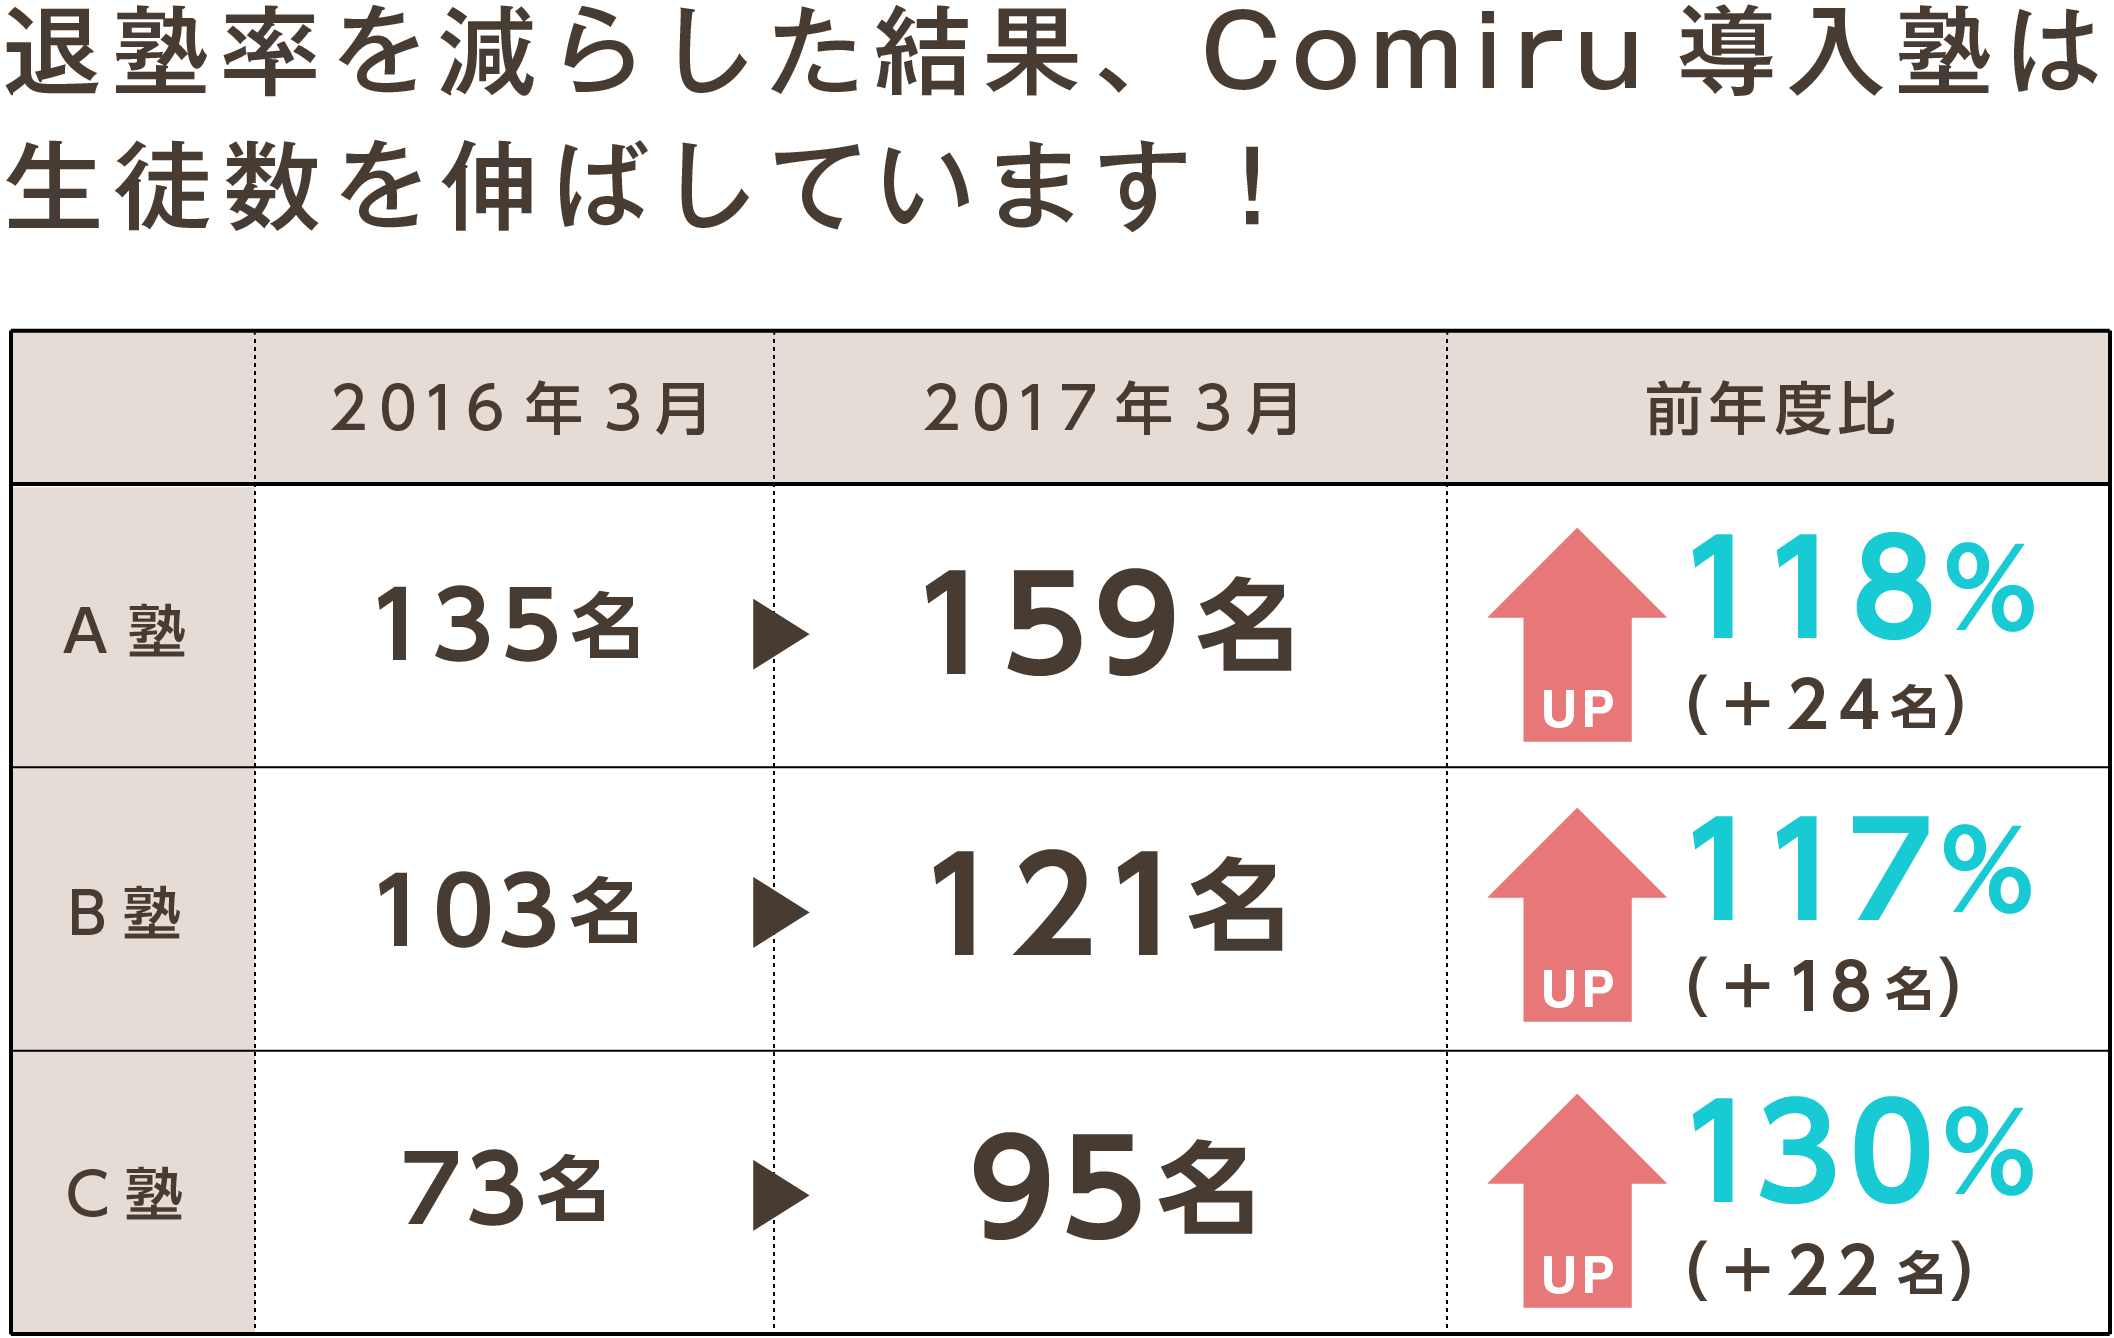 退塾率を減らした結果、Comiru 導入塾は
生徒数を伸ばしています！
2016年3月 2017年3月 前年度比
A塾 135名 ▶ 159名 UP 118%
(＋24名)
B塾 103名 ▶ 121名 UP 117%
(＋18名)
C塾 73名 ▶ 95名 UP 130%
(＋22名)